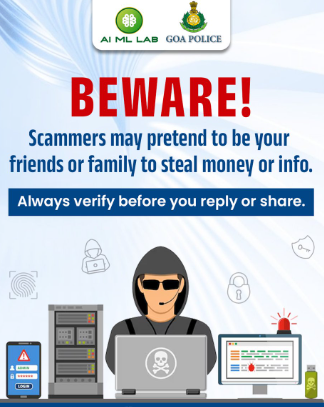 AI ML LAB
GOA POLICE
BEWARE!
Scammers may pretend to be your
friends or family to steal money or info.
Always verify before you reply or share.
LOGIN